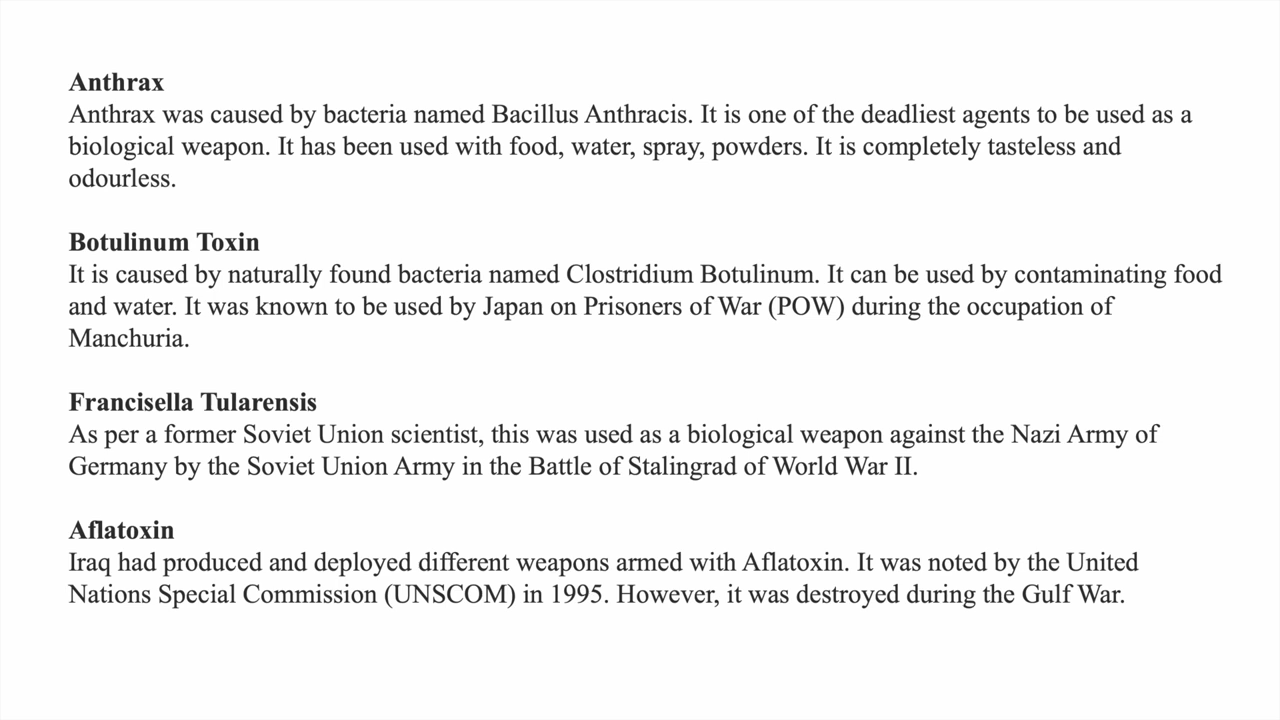 Anthrax
Anthrax was caused by bacteria named Bacillus Anthracis. It is one of the deadliest agents to be used as a
biological weapon. It has been used with food, water, spray, powders. It is completely tasteless and
odourless.
Botulinum Toxin
It is caused by naturally found bacteria named Clostridium Botulinum. It can be used by contaminating food
and water. It was known to be used by Japan on Prisoners of War (POW) during the occupation of
Manchuria.
Francisella Tularensis
As per a former Soviet Union scientist, this was used as a biological weapon against the Nazi Army of
Germany by the Soviet Union Army in the Battle of Stalingrad of World War II.
Aflatoxin
Iraq had produced and deployed different weapons armed with Aflatoxin. It was noted by the United
Nations Special Commission (UNSCOM) in 1995. However, it was destroyed during the Gulf War.